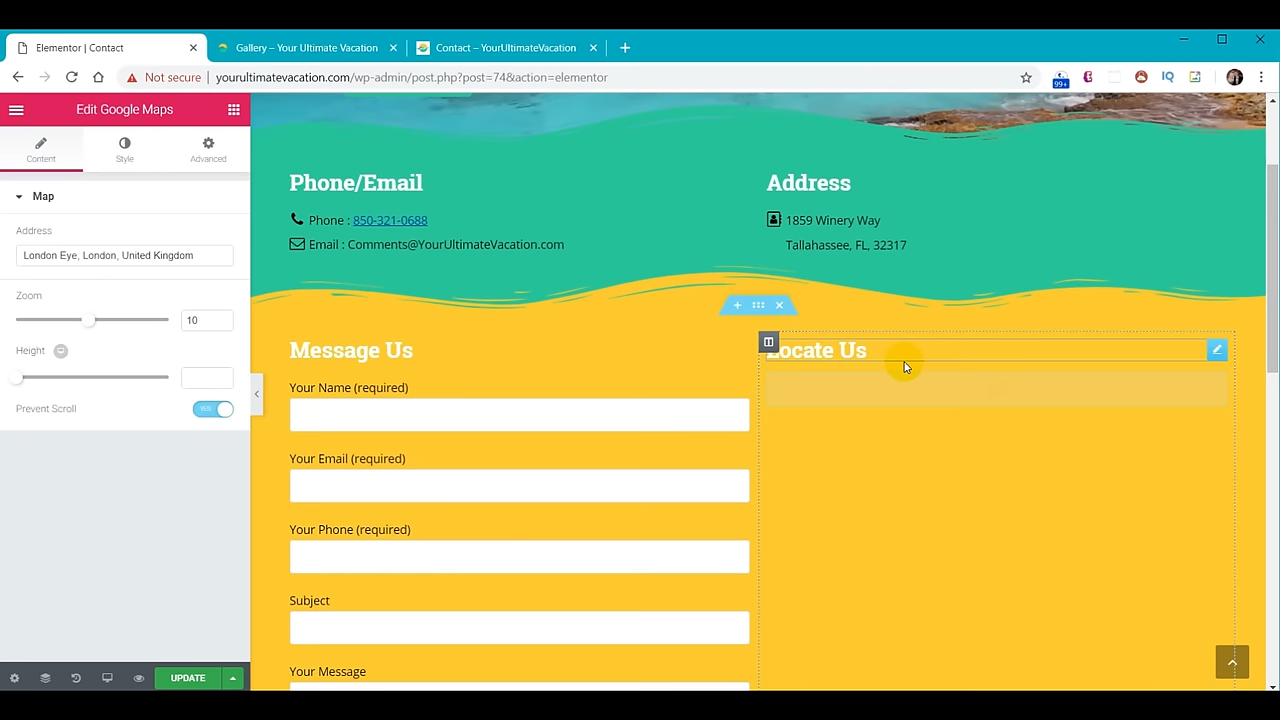 Elementor | Contact
Gallery – Your Ultimate Vacation
Contact – YourUltimateVacation
Not secure
yourultimatevacation.com/wp-admin/post.php?post=74&action=elementor
99+
IQ
Edit Google Maps
Content
Style
Advanced
Map
Address
London Eye, London, United Kingdom
Zoom
10
Height
Prevent Scroll
YES
UPDATE
Phone/Email
Phone : 850-321-0688
Email : Comments@YourUltimateVacation.com
Address
1859 Winery Way
Tallahassee, FL, 32317
Message Us
Your Name (required)
Your Email (required)
Your Phone (required)
Subject
Your Message
Locate Us